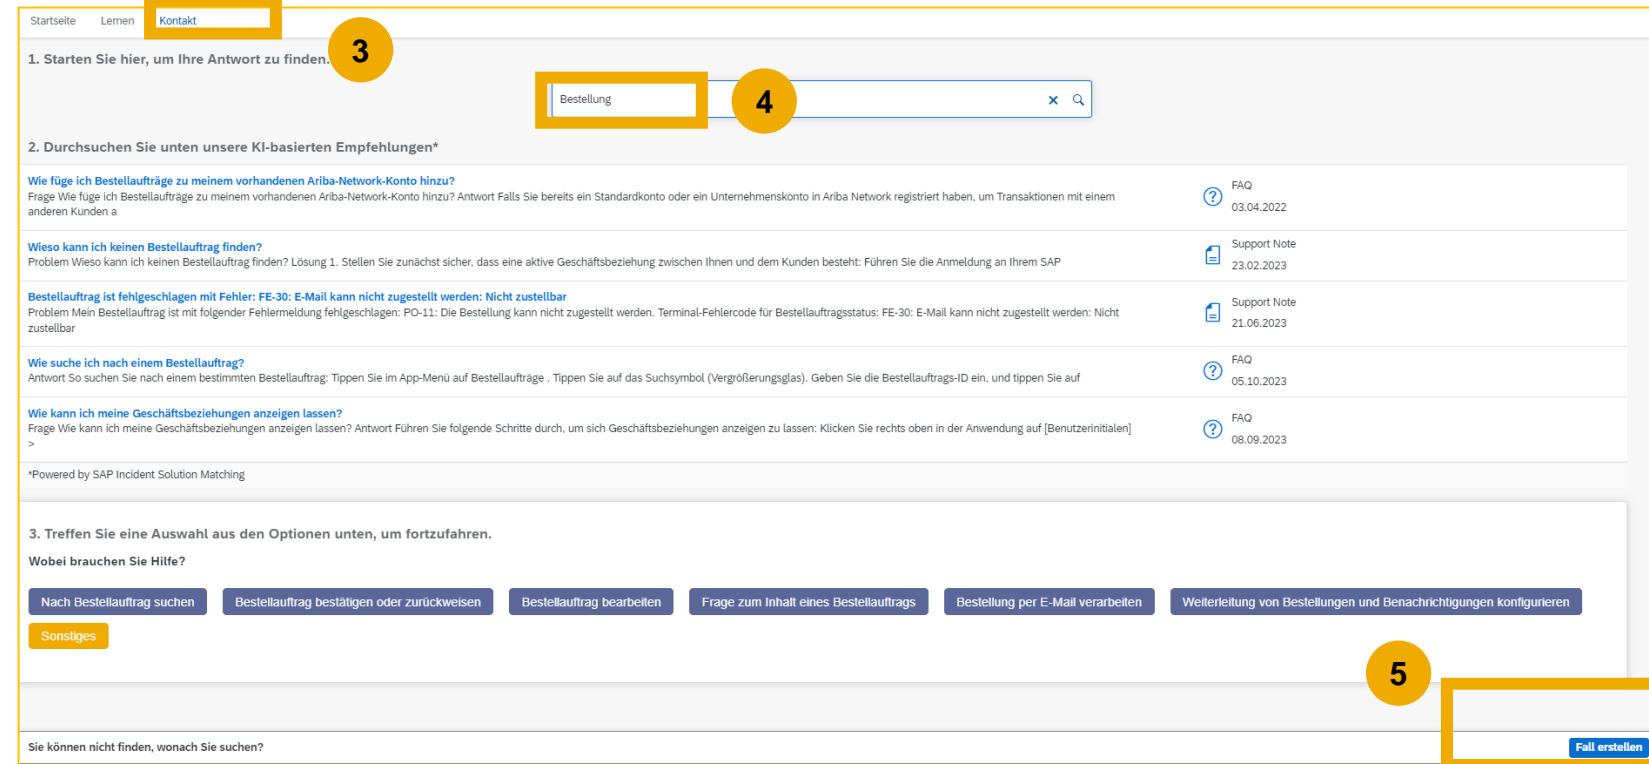 Startseite Lernen Kontakt
3
1. Starten Sie hier, um Ihre Antwort zu finden.
Bestellung
4
2. Durchsuchen Sie unten unsere KI-basierten Empfehlungen*
Wie füge ich Bestellaufträge zu meinem vorhandenen Ariba-Network-Konto hinzu?
Frage Wie füge ich Bestellaufträge zu meinem vorhandenen Ariba-Network-Konto hinzu? Antwort Falls Sie bereits ein Standardkonto oder ein Unternehmenskonto in Ariba Network registriert haben, um Transaktionen mit einem
anderen Kunden a
FAQ
03.04.2022
Wieso kann ich keinen Bestellauftrag finden?
Problem Wieso kann ich keinen Bestellauftrag finden? Lösung 1. Stellen Sie zunächst sicher, dass eine aktive Geschäftsbeziehung zwischen Ihnen und dem Kunden besteht: Führen Sie die Anmeldung an Ihrem SAP
Support Note
23.02.2023
Bestellauftrag ist fehlgeschlagen mit Fehler: FE-30: E-Mail kann nicht zugestellt werden: Nicht zustellbar
Problem Mein Bestellauftrag ist mit folgender Fehlermeldung fehlgeschlagen: PO-11: Die Bestellung kann nicht zugestellt werden. Terminal-Fehlercode für Bestellauftragsstatus: FE-30: E-Mail kann nicht zugestellt werden: Nicht
zustellbar
Support Note
21.06.2023
Wie suche ich nach einem Bestellauftrag?
Antwort So suchen Sie nach einem bestimmten Bestellauftrag: Tippen Sie im App-Menü auf Bestellaufträge . Tippen Sie auf das Suchsymbol (Vergrößerungsglas). Geben Sie die Bestellauftrags-ID ein, und tippen Sie auf
FAQ
05.10.2023
Wie kann ich meine Geschäftsbeziehungen anzeigen lassen?
Frage Wie kann ich meine Geschäftsbeziehungen anzeigen lassen? Antwort Führen Sie folgende Schritte durch, um sich Geschäftsbeziehungen anzeigen zu lassen: Klicken Sie rechts oben in der Anwendung auf [Benutzerinitialen]
>
FAQ
08.09.2023
*Powered by SAP Incident Solution Matching
3. Treffen Sie eine Auswahl aus den Optionen unten, um fortzufahren.
Wobei brauchen Sie Hilfe?
Nach Bestellauftrag suchen Bestellauftrag bestätigen oder zurückweisen Bestellauftrag bearbeiten Frage zum Inhalt eines Bestellauftrags Bestellung per E-Mail verarbeiten Weiterleitung von Bestellungen und Benachrichtigungen konfigurieren
Sonstiges
5
Sie können nicht finden, wonach Sie suchen? Fall erstellen